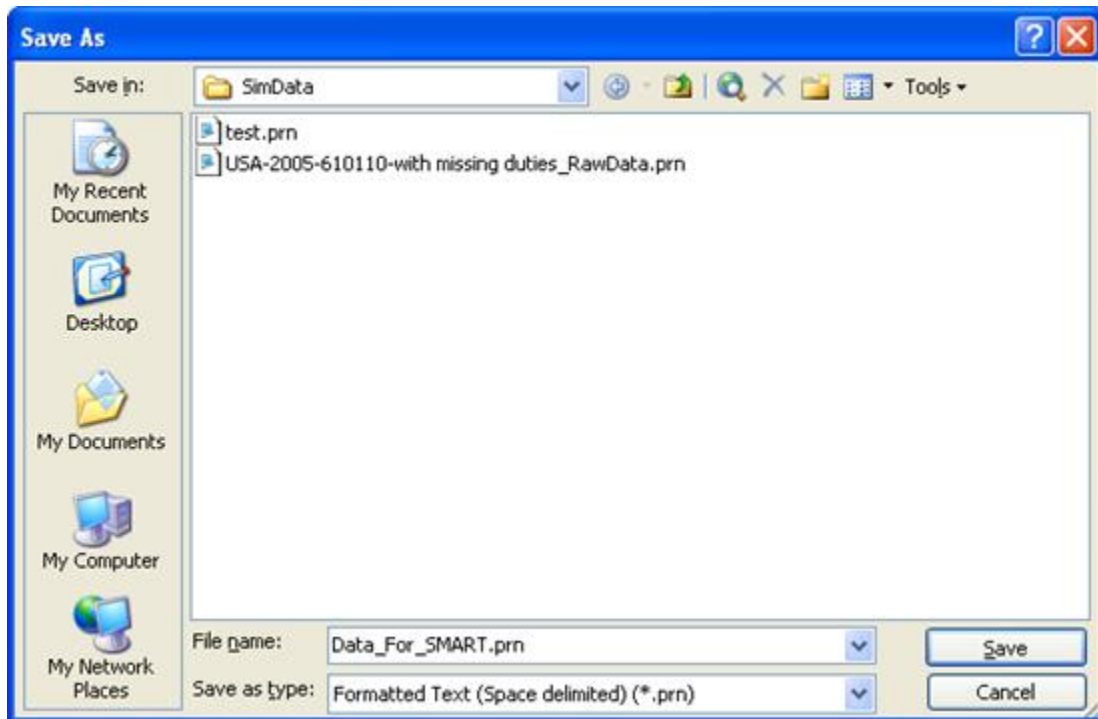 Save As
Save in:
SimData
Tools
test.prn
USA-2005-610110-with missing duties_RawData.prn
My Recent
Documents
Desktop
My Documents
My Computer
My Network
Places
File name:
Data_For_SMART.prn
Save
Save as type:
Formatted Text (Space delimited) (*.prn)
Cancel